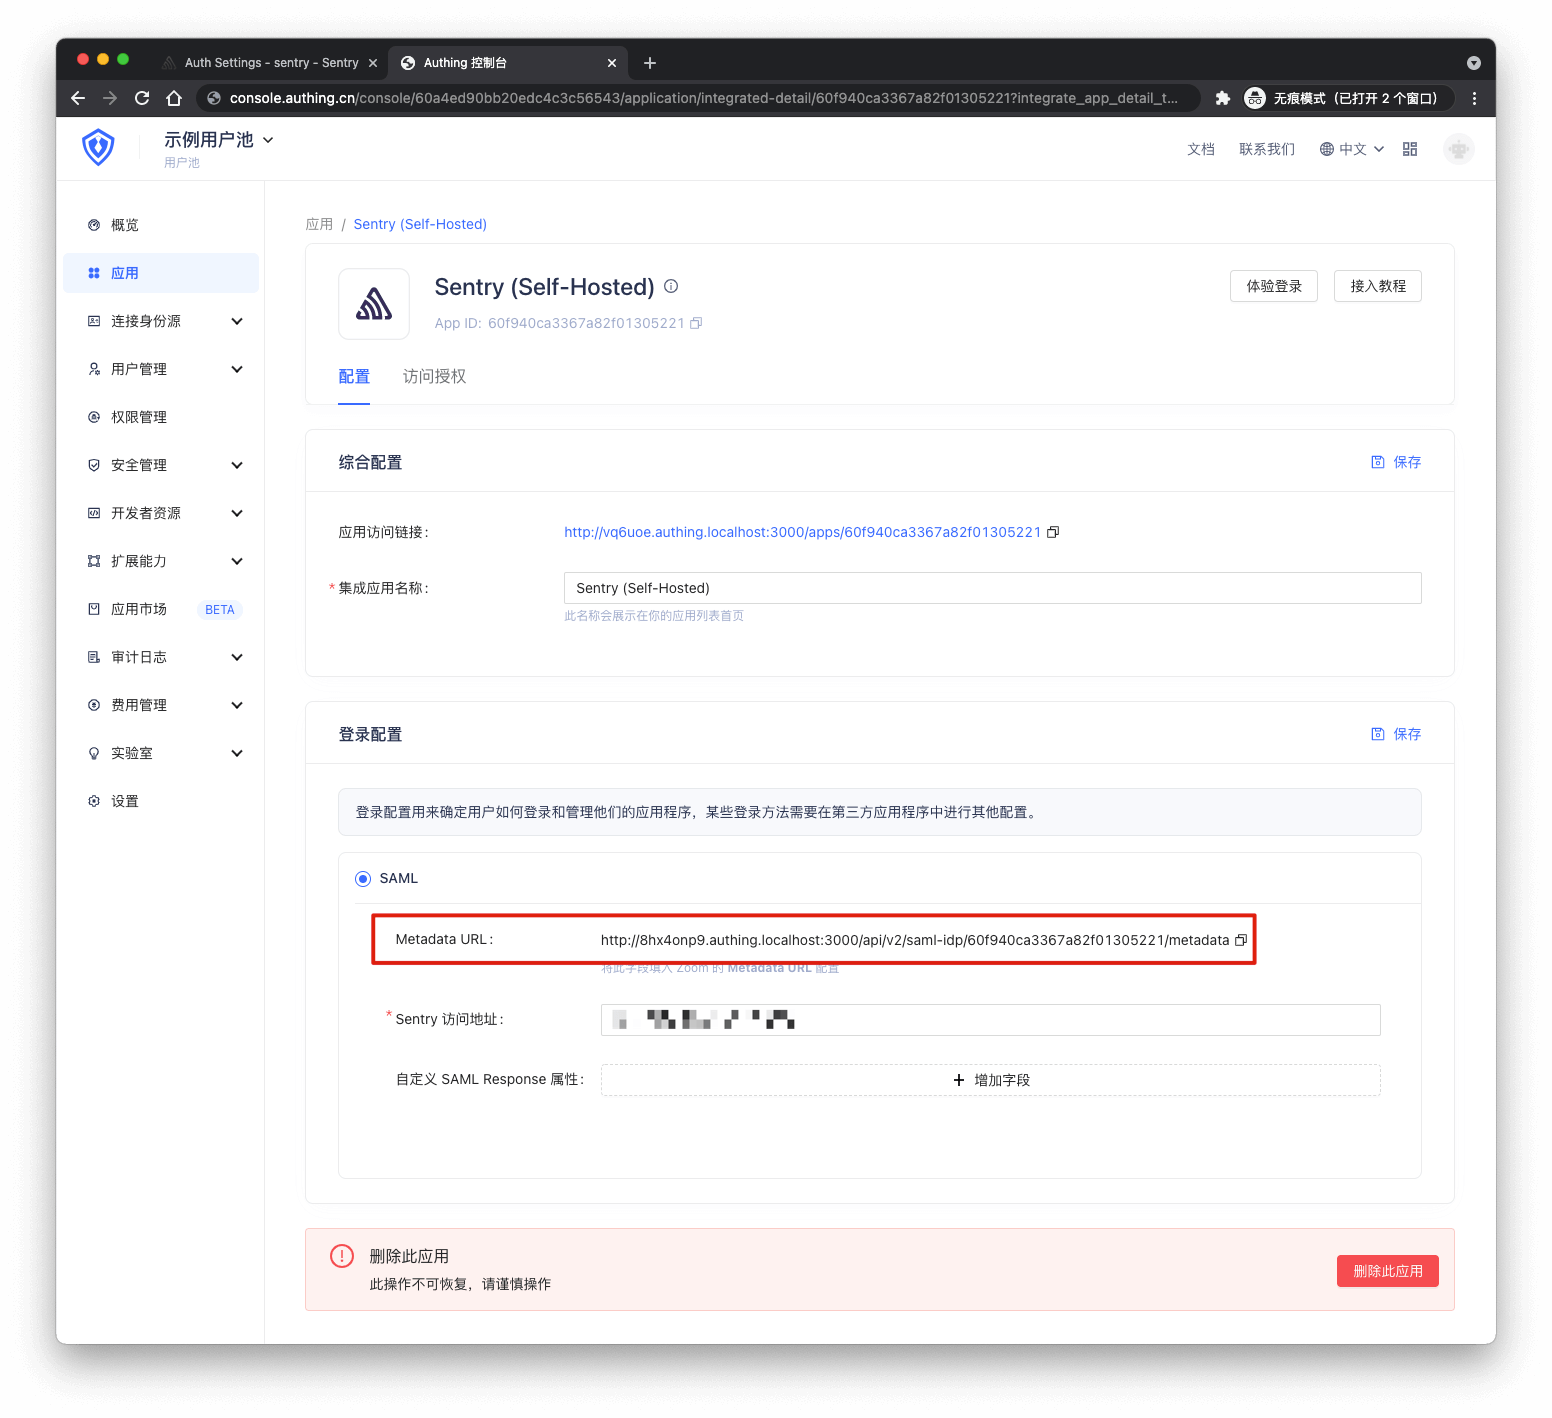 Auth Settings - sentry - Sentry
Authing 控制台
console.authing.cn/console/60a4ed90bb20edc4c3c56543/application/integrated-detail/60f940ca3367a82f01305221?integrate_app_detail_t...
无痕模式（已打开 2 个窗口）
示例用户池
用户池
文档
联系我们
中文
概览
应用
连接身份源
用户管理
权限管理
安全管理
开发者资源
扩展能力
应用市场 BETA
审计日志
费用管理
实验室
设置
应用 / Sentry (Self-Hosted)
Sentry (Self-Hosted)
App ID: 60f940ca3367a82f01305221
体验登录
接入教程
配置
访问授权
综合配置
保存
应用访问链接：
http://vq6uoe.authing.localhost:3000/apps/60f940ca3367a82f01305221
* 集成应用名称：
Sentry (Self-Hosted)
此名称会展示在你的应用列表首页
登录配置
保存
登录配置用来确定用户如何登录和管理他们的应用程序，某些登录方法需要在第三方应用程序中进行其他配置。
SAML
Metadata URL：
http://8hx4onp9.authing.localhost:3000/api/v2/saml-idp/60f940ca3367a82f01305221/metadata
将此字段填入 Zoom 的 Metadata URL 配置
* Sentry 访问地址：
自定义 SAML Response 属性：
+ 增加字段
删除此应用
此操作不可恢复，请谨慎操作
删除此应用